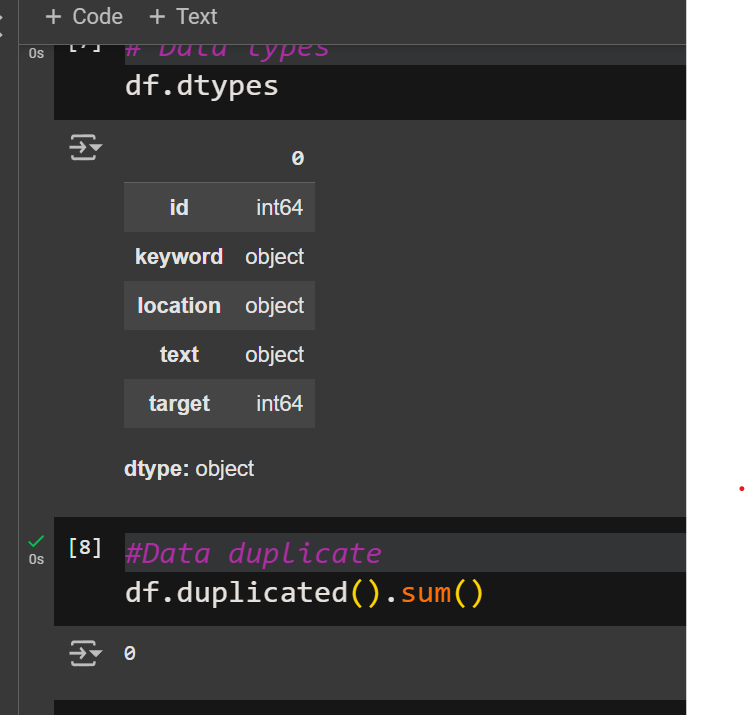 + Code + Text
0s
[7] # Data types
df.dtypes
0
id int64
keyword object
location object
text object
target int64
dtype: object
0s
[8] #Data duplicate
df.duplicated().sum()
0